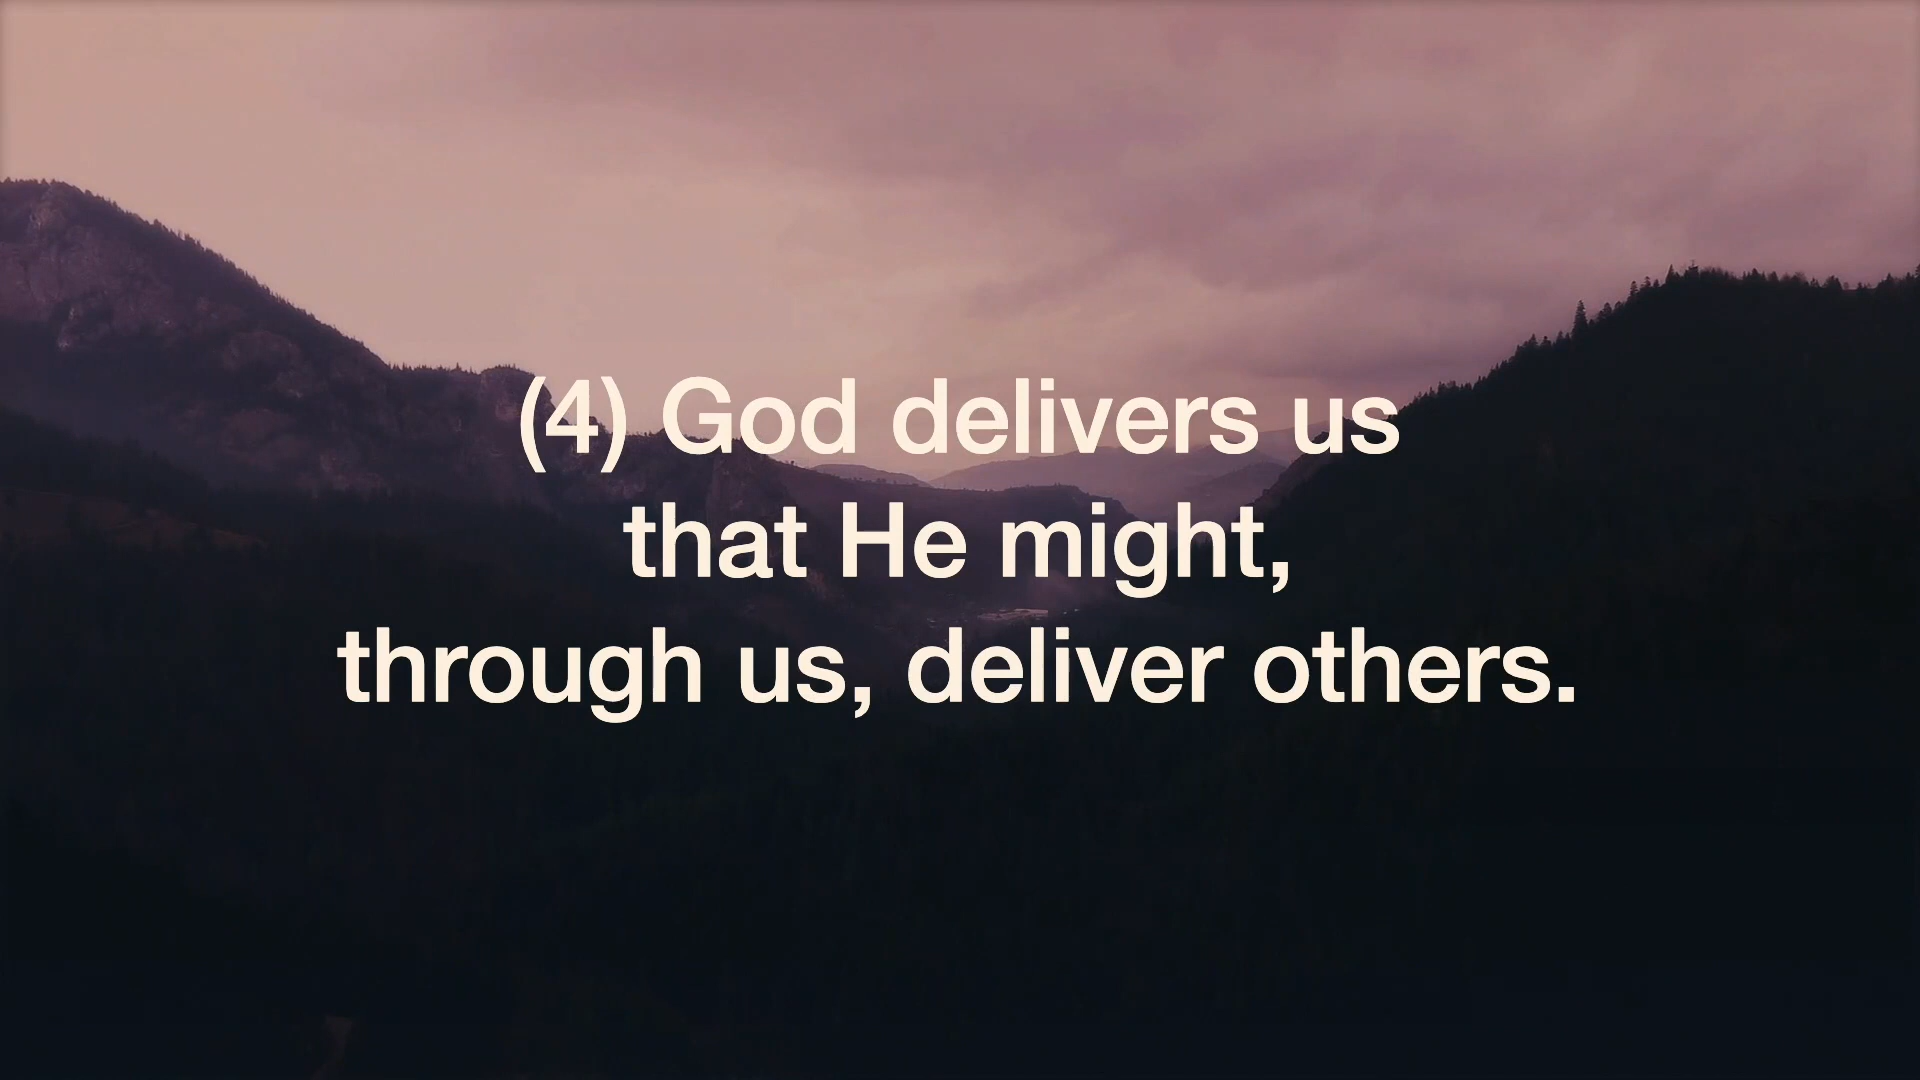 (4) God delivers us
that He might,
through us, deliver others.